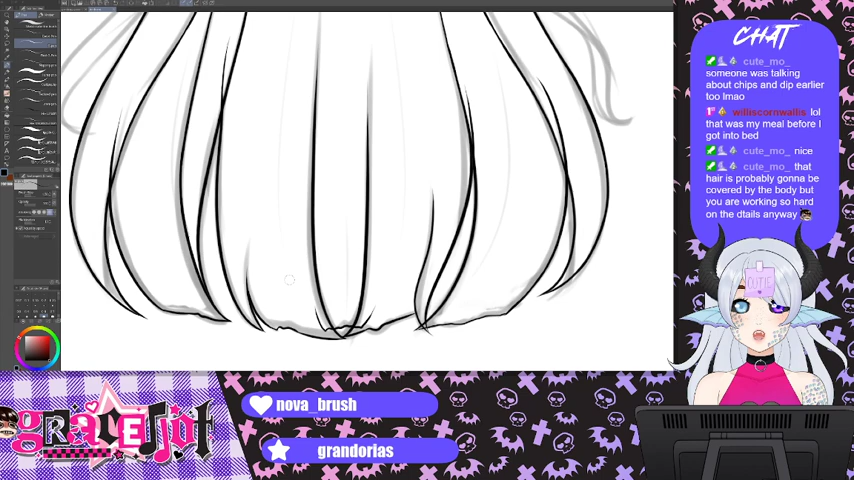 CHAT
cute_mo_
someone was talking
about chips and dip earlier
too lmao
williscornwallis lol
that was my meal before I
got into bed
cute_mo_ nice
cute_mo_ that
hair is probably gonna be
covered by the body but
you are working so hard
on the dtails anyway
CUTIE
GRACEJiot
nova_brush
grandorias